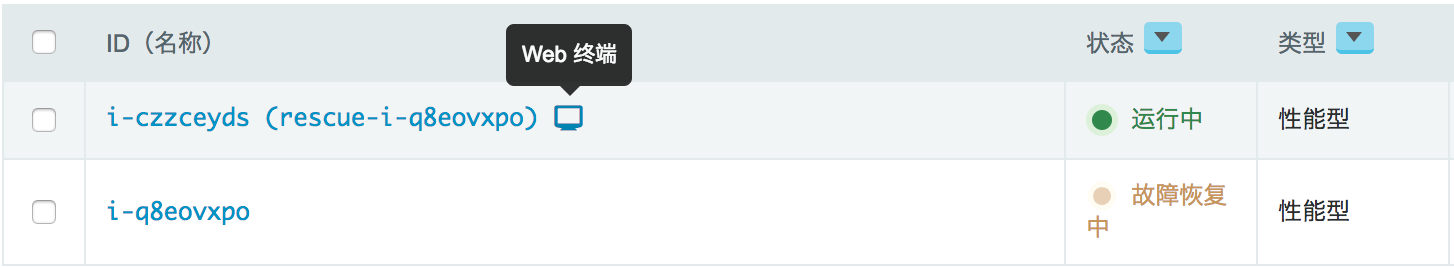 Web 终端
ID（名称） 状态 类型
i-czzceyds (rescue-i-q8eovxpo) 运行中 性能型
i-q8eovxpo 故障恢复中 性能型